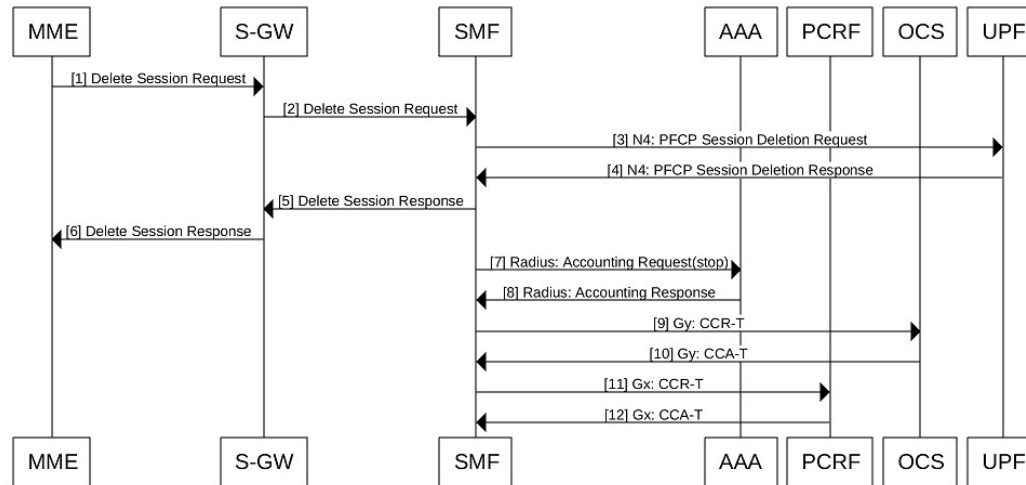 MME S-GW SMF AAA PCRF OCS UPF
[1] Delete Session Request
[2] Delete Session Request
[3] N4: PFCP Session Deletion Request
[4] N4: PFCP Session Deletion Response
[5] Delete Session Response
[6] Delete Session Response
[7] Radius: Accounting Request(stop)
[8] Radius: Accounting Response
[9] Gy: CCR-T
[10] Gy: CCA-T
[11] Gx: CCR-T
[12] Gx: CCA-T
MME S-GW SMF AAA PCRF OCS UPF